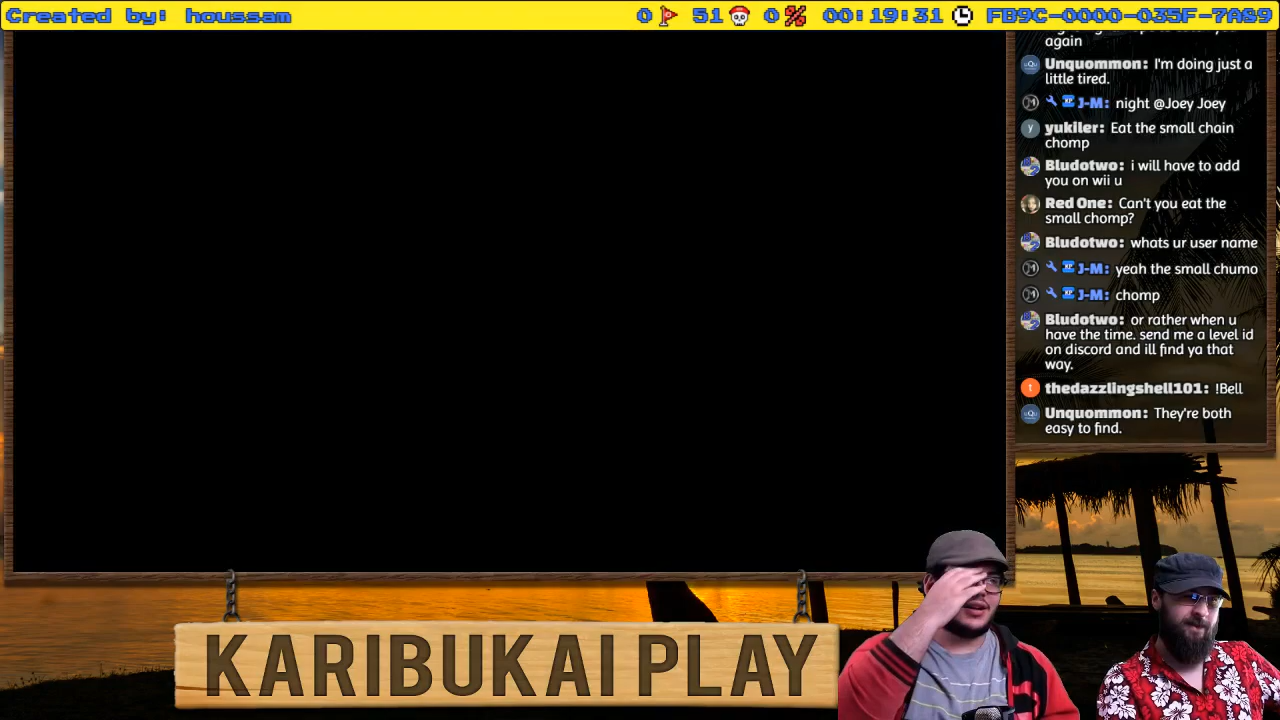 Created by: houssam
0 51 0 00:19:31 FB9C-0000-035F-7A89
again
Unquommon: I'm doing just a
little tired.
J-M: night @Joey Joey
yukiler: Eat the small chain
chomp
Bludotwo: i will have to add
you on wii u
Red One: Can't you eat the
small chomp?
Bludotwo: whats ur user name
J-M: yeah the small chumo
J-M: chomp
Bludotwo: or rather when u
have the time. send me a level id
on discord and ill find ya that
way.
thedazzlingshell101: !Bell
Unquommon: They're both
easy to find.
KARIBUKAI PLAY